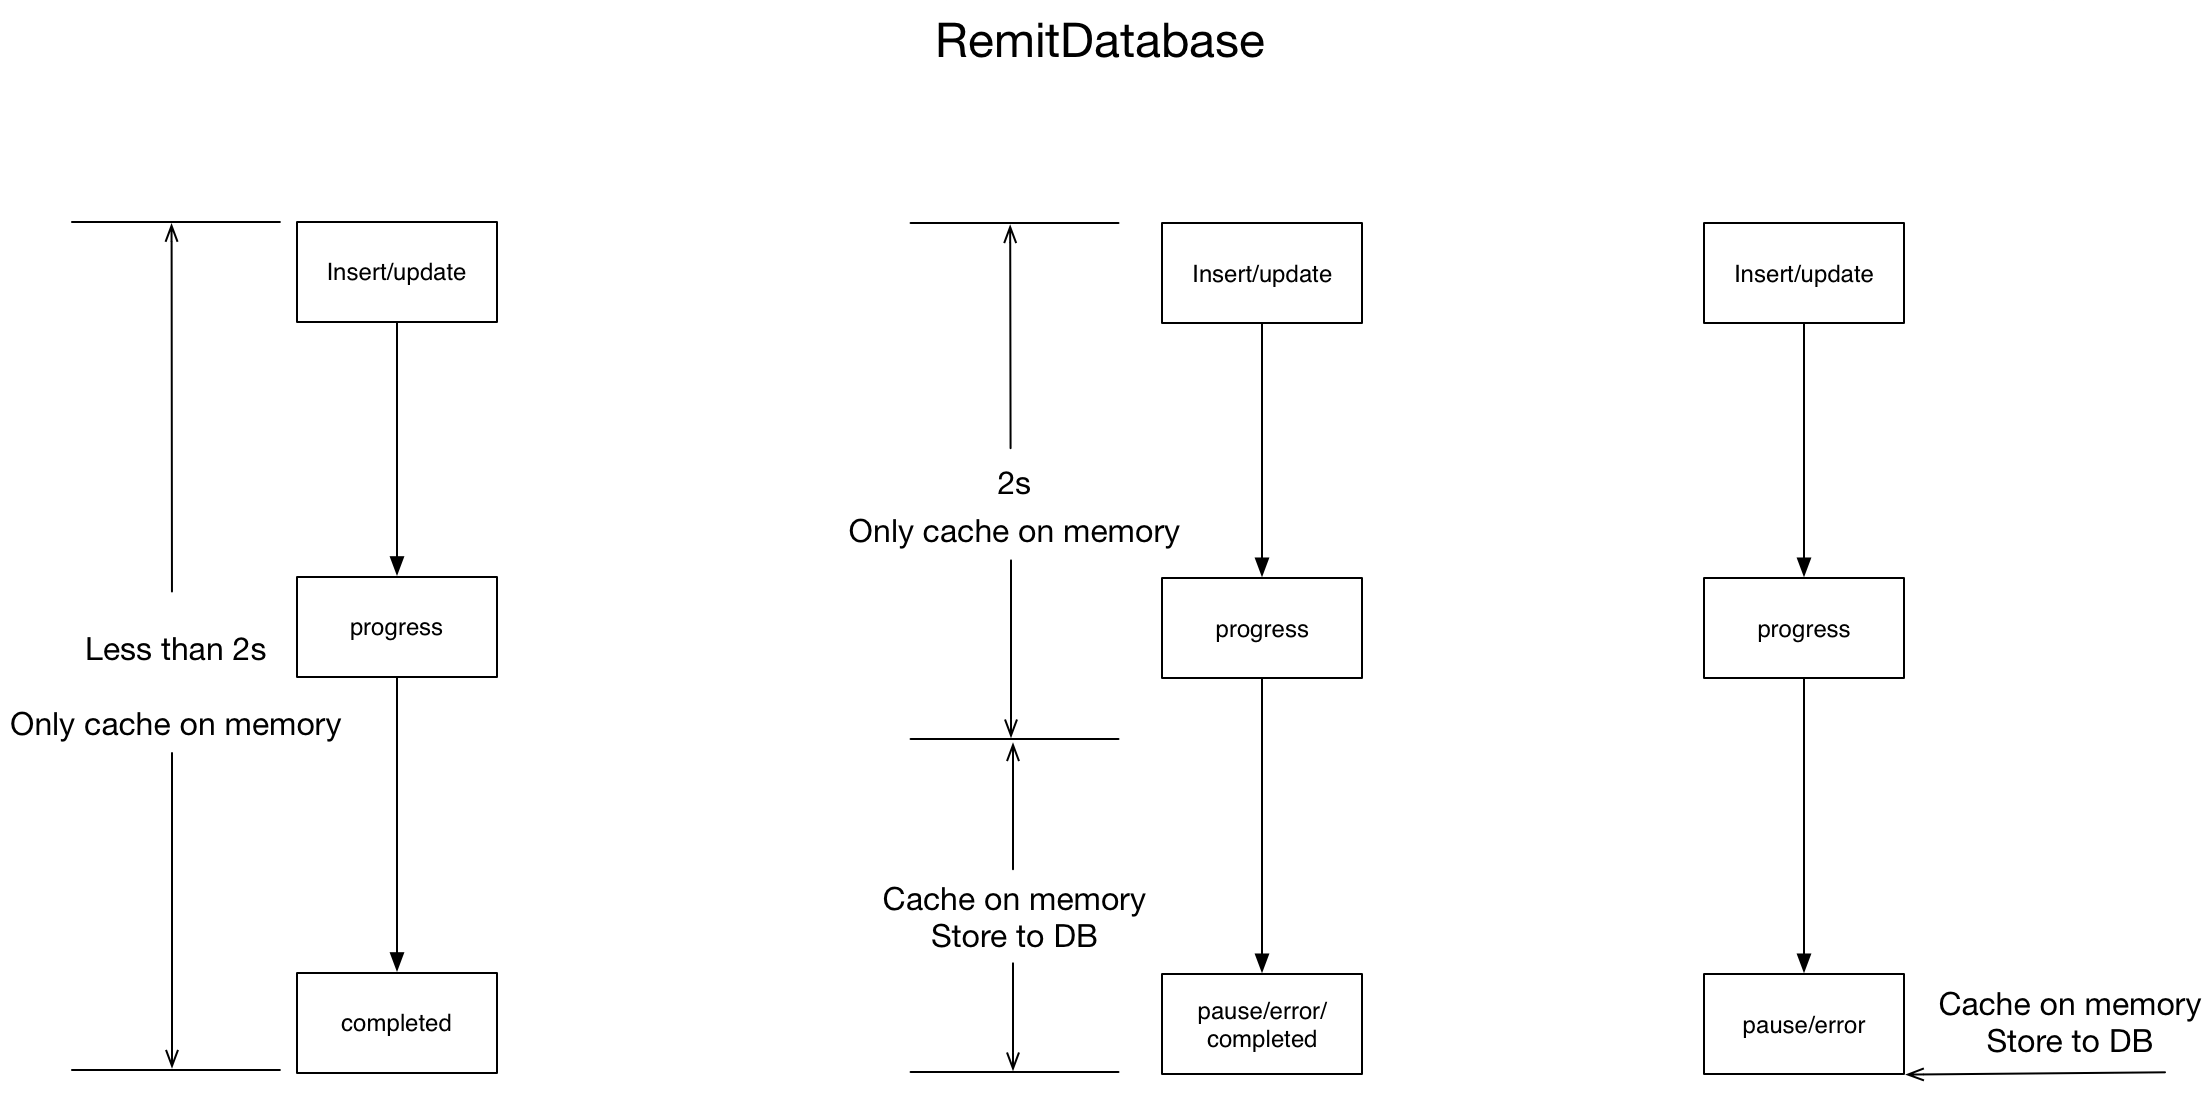 RemitDatabase
Insert/update
Less than 2s
Only cache on memory
progress
completed
Insert/update
2s
Only cache on memory
progress
Cache on memory
Store to DB
pause/error/
completed
Insert/update
progress
pause/error
Cache on memory
Store to DB